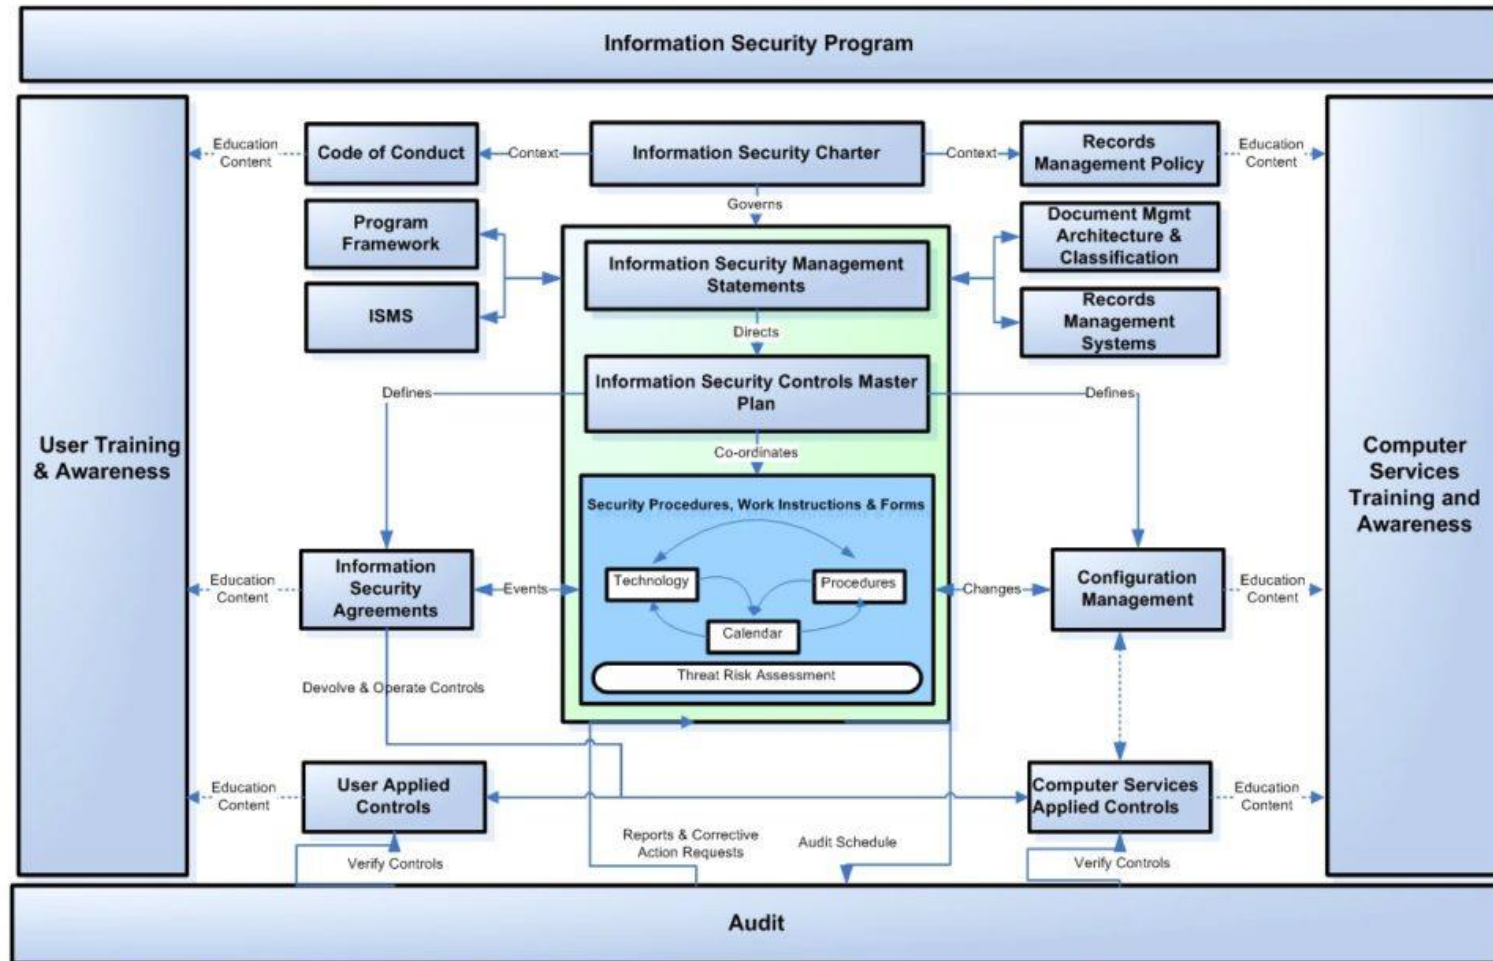 Information Security Program
Education
Content
Code of Conduct
Context
Information Security Charter
Context
Records
Management Policy
Education
Content
Governs
Program
Framework
ISMS
Information Security Management
Statements
Document Mgmt
Architecture &
Classification
Records
Management
Systems
Directs
Defines
Information Security Controls Master
Plan
Defines
User Training
& Awareness
Co-ordinates
Computer
Services
Training and
Awareness
Security Procedures, Work Instructions & Forms
Technology
Procedures
Calendar
Threat Risk Assessment
Education
Content
Information
Security
Agreements
Events
Changes
Configuration
Management
Education
Content
Devolve & Operate Controls
Education
Content
User Applied
Controls
Computer Services
Applied Controls
Education
Content
Verify Controls
Reports & Corrective
Action Requests
Audit Schedule
Verify Controls
Audit